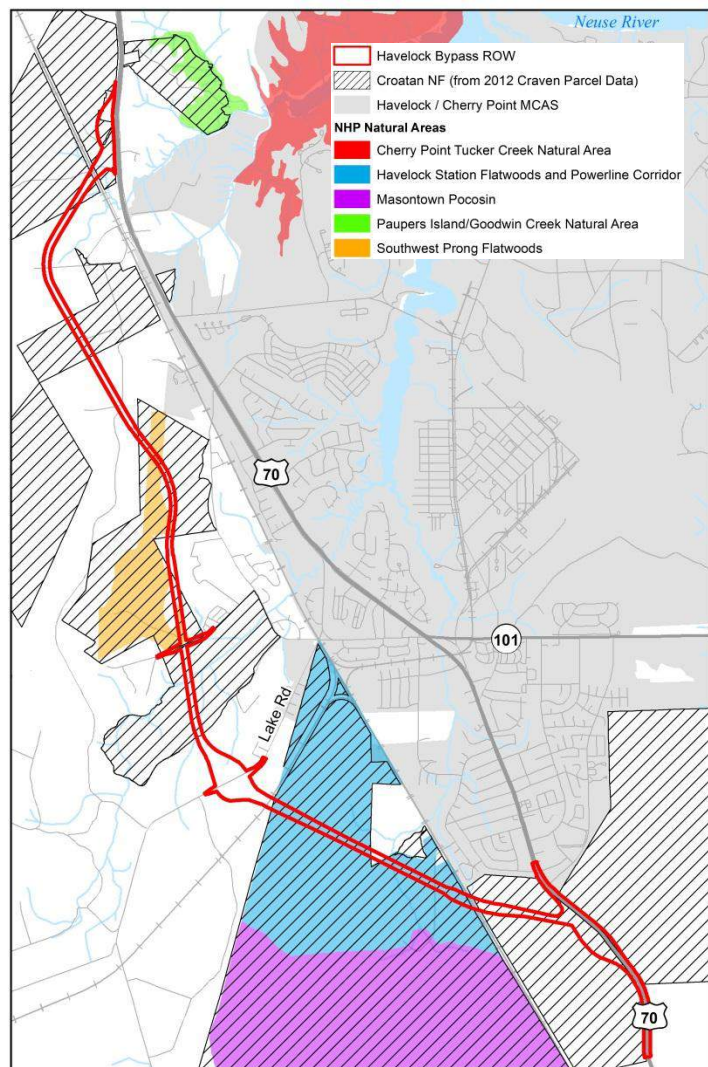 Neuse River
Havelock Bypass ROW
Croatan NF (from 2012 Craven Parcel Data)
Havelock / Cherry Point MCAS
NHP Natural Areas
Cherry Point Tucker Creek Natural Area
Havelock Station Flatwoods and Powerline Corridor
Masontown Pocosin
Paupers Island/Goodwin Creek Natural Area
Southwest Prong Flatwoods
70
101
Lake Rd
70